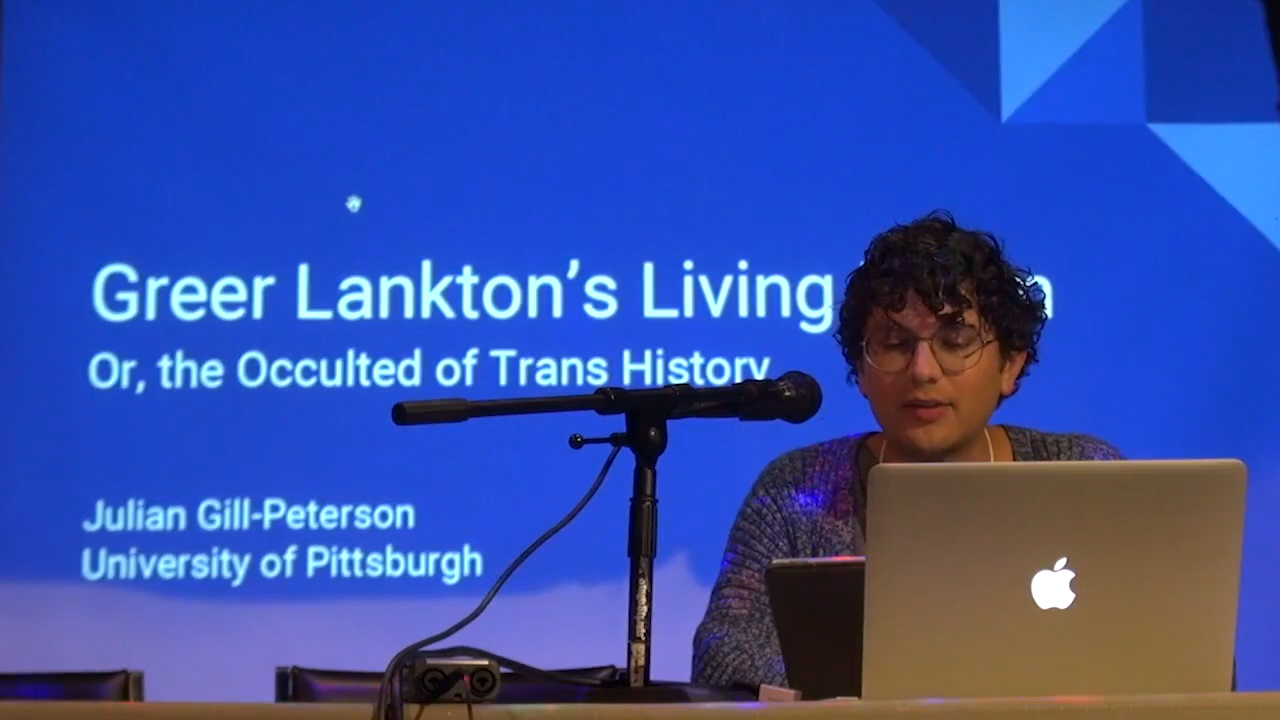 Greer Lankton's Living
Or, the Occulted of Trans History
Julian Gill-Peterson
University of Pittsburgh